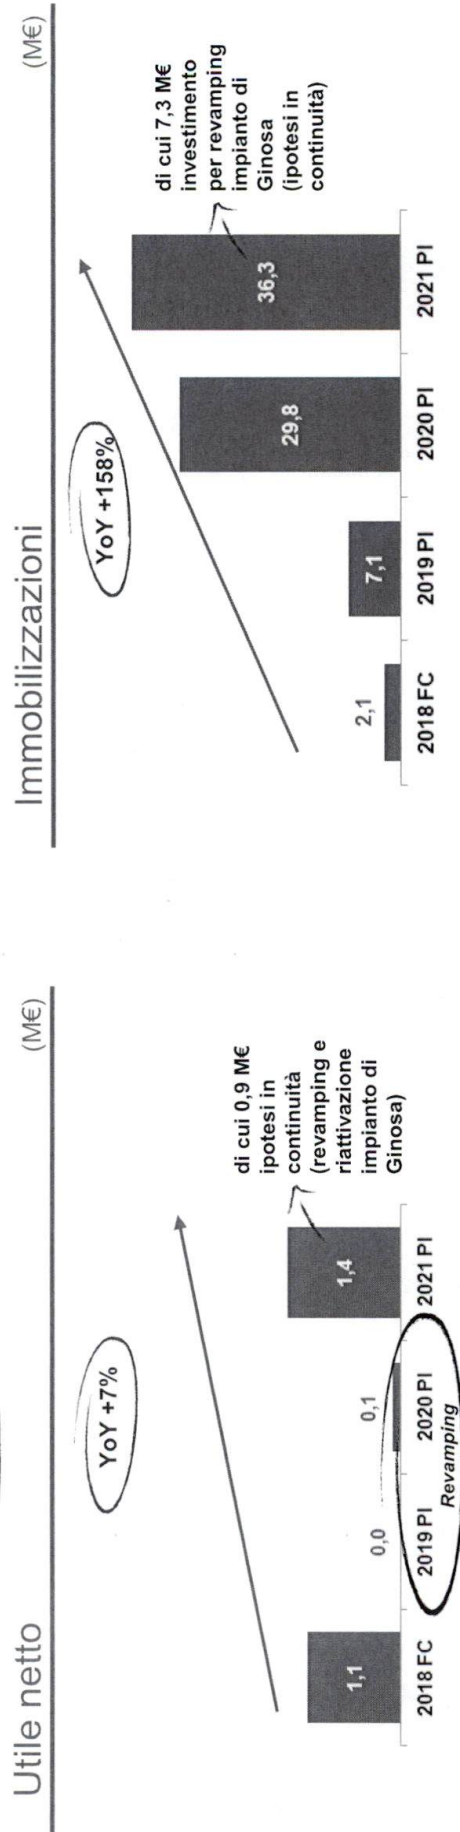 Utile netto
(M€)
YoY +7%
di cui 0,9 M€
ipotesi in
continuità
(revamping e
riattivazione
impianto di
Ginosa)
1,1
0,0
0,1
1,4
2018 FC
2019 PI
2020 PI
2021 PI
Revamping
Immobilizzazioni
(M€)
YoY +158%
di cui 7,3 M€
investimento
per revamping
impianto di
Ginosa
(ipotesi in
continuità)
2,1
7,1
29,8
36,3
2018 FC
2019 PI
2020 PI
2021 PI